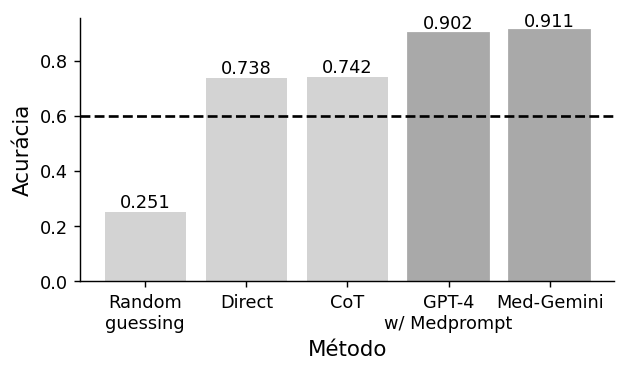 0.902
0.911
0.738
0.742
0.251
0.8
0.6
0.4
0.2
0.0
Acurácia
Random
guessing
Direct
CoT
GPT-4
w/ Medprompt
Med-Gemini
Método